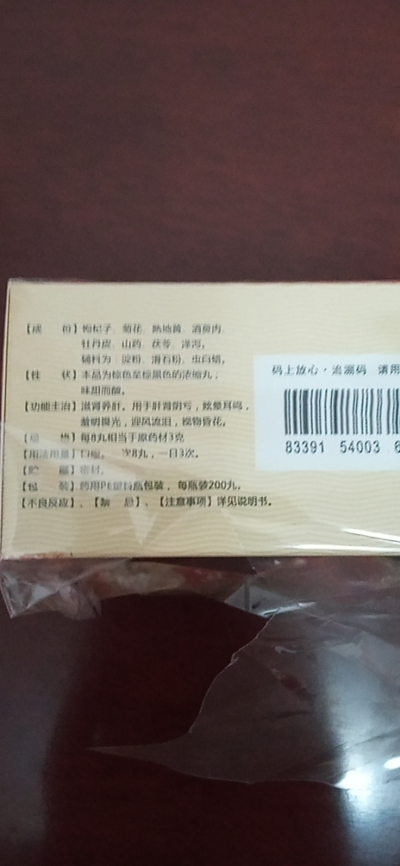 【成 份】枸杞子、菊花、熟地黄、酒萸肉、
牡丹皮、山药、茯苓、泽泻。
辅料为：淀粉、滑石粉、虫白蜡。
【性 状】本品为棕色至棕黑色的浓缩丸；
味甜而酸。
【功能主治】滋肾养肝。用于肝肾阴亏，眩晕耳鸣，
羞明畏光，迎风流泪，视物昏花。
【规 格】每8丸相当于原药材3克
【用法用量】口服。一次8丸，一日3次。
【贮 藏】密封。
【包 装】药用PE塑料瓶包装，每瓶装200丸。
【不良反应】、【禁 忌】、【注意事项】详见说明书。
码上放心·追溯码 请用
83391 54003 6